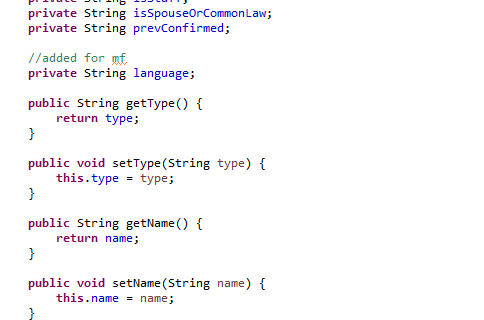 private String isSpouseOrCommonLaw;
private String prevConfirmed;
//added for mf
private String language;
public String getType() {
return type;
}
public void setType(String type) {
this.type = type;
}
public String getName() {
return name;
}
public void setName(String name) {
this.name = name;
}